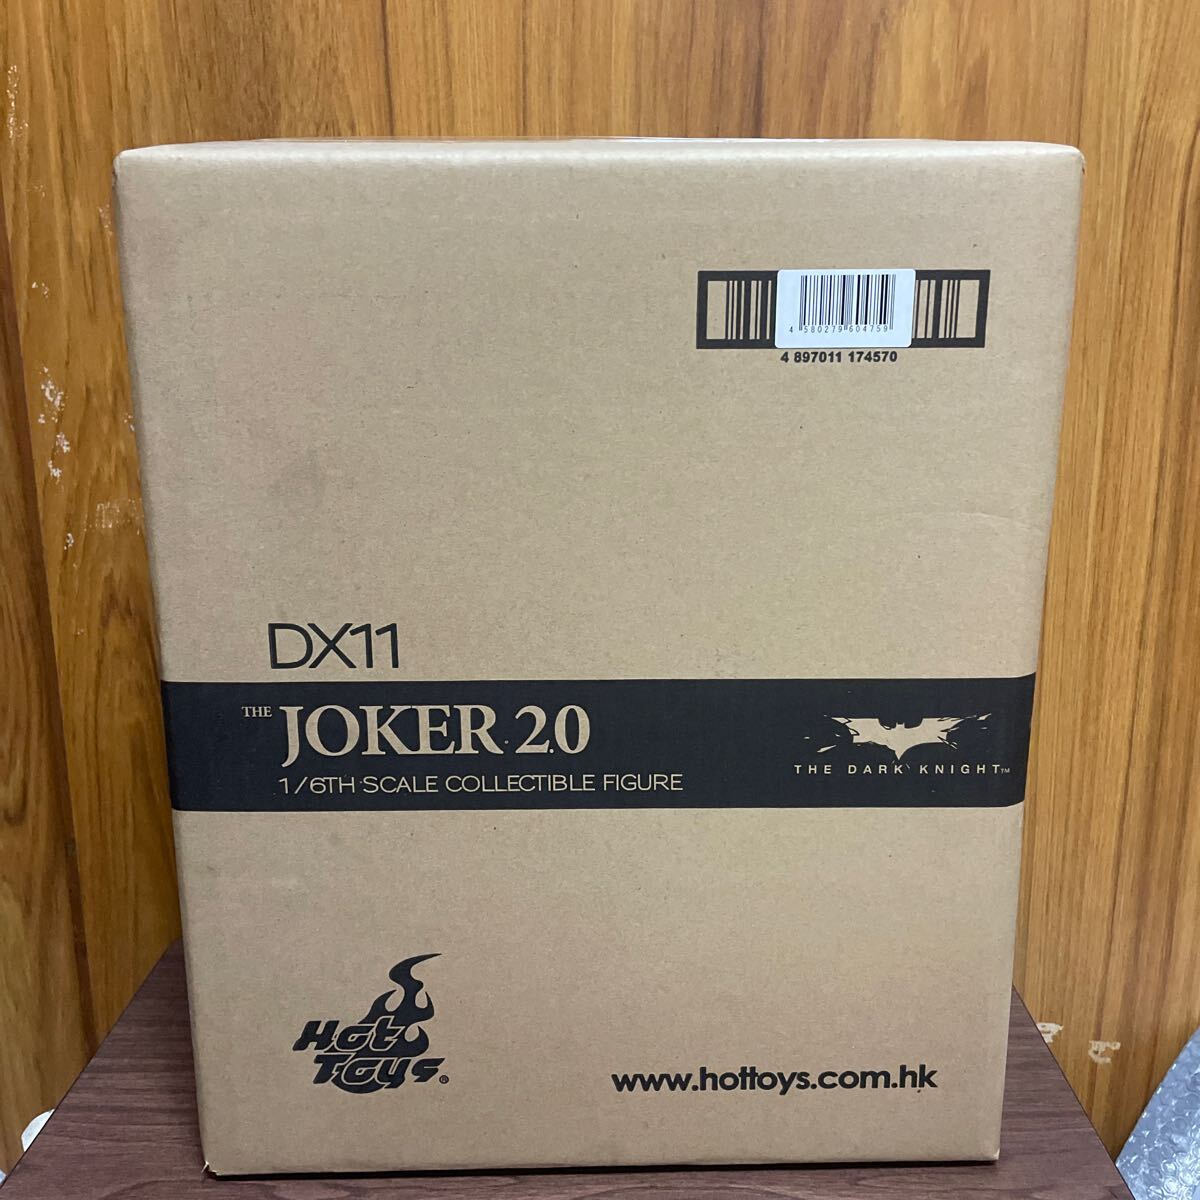 4 580279 604759
4 897011 174570
DX11
THE JOKER 2.0
1/6TH SCALE COLLECTIBLE FIGURE
THE DARK KNIGHT™
Hot
Toys®
www.hottoys.com.hk